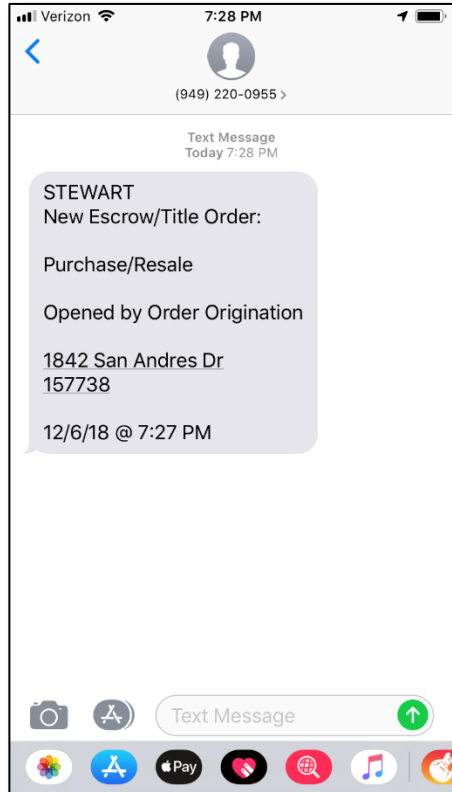 Verizon 7:28 PM
(949) 220-0955 >
Text Message
Today 7:28 PM
STEWART
New Escrow/Title Order:
Purchase/Resale
Opened by Order Origination
1842 San Andres Dr
157738
12/6/18 @ 7:27 PM
Text Message
Pay